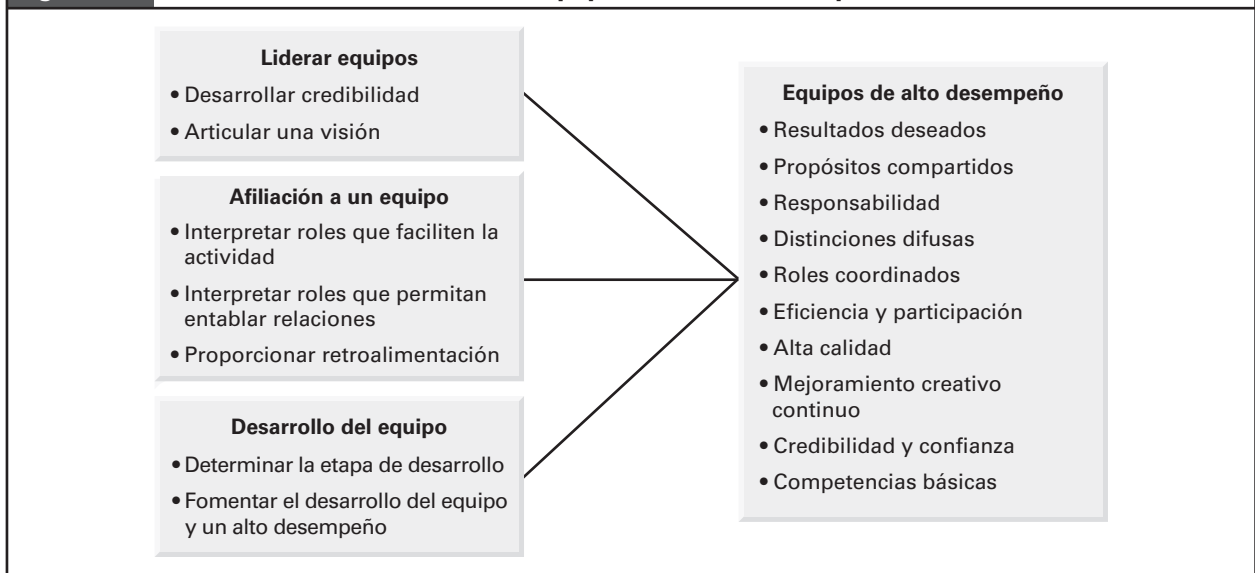 Liderar equipos
• Desarrollar credibilidad
• Articular una visión
Afiliación a un equipo
• Interpretar roles que faciliten la
actividad
• Interpretar roles que permitan
entablar relaciones
• Proporcionar retroalimentación
Desarrollo del equipo
• Determinar la etapa de desarrollo
• Fomentar el desarrollo del equipo
y un alto desempeño
Equipos de alto desempeño
• Resultados deseados
• Propósitos compartidos
• Responsabilidad
• Distinciones difusas
• Roles coordinados
• Eficiencia y participación
• Alta calidad
• Mejoramiento creativo
continuo
• Credibilidad y confianza
• Competencias básicas